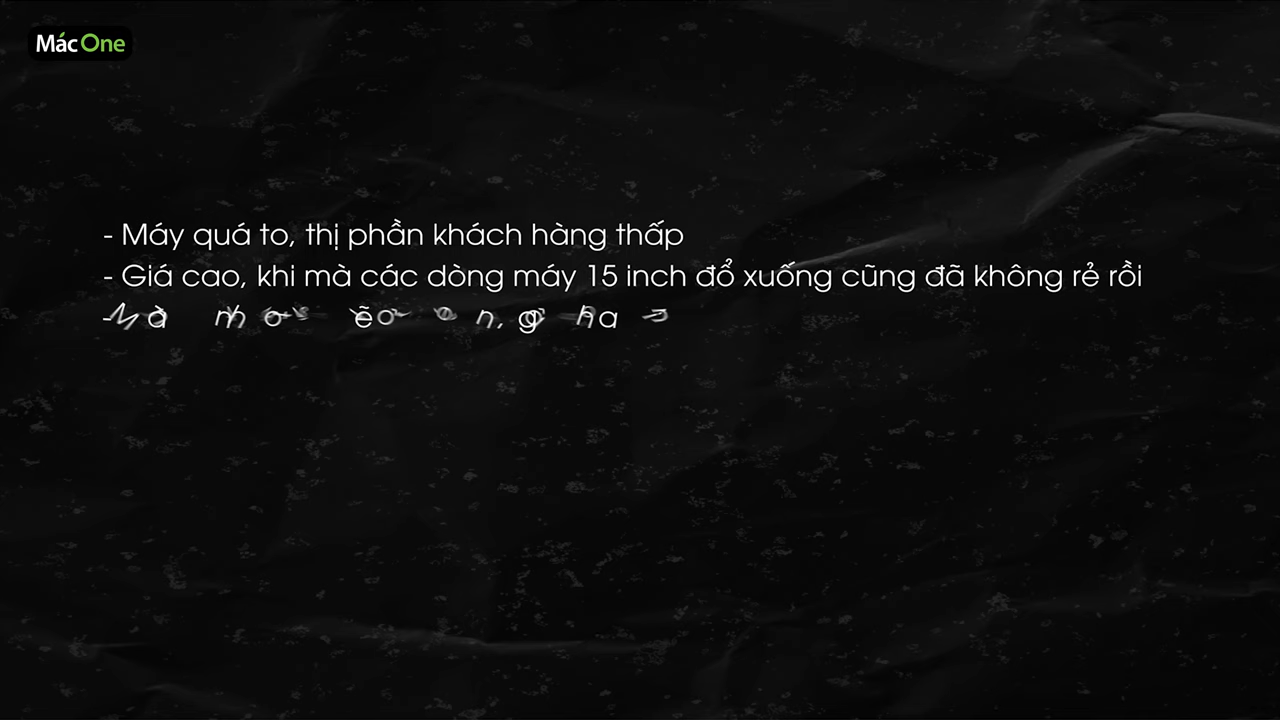 MácOne
- Máy quá to, thị phần khách hàng thấp
- Giá cao, khi mà các dòng máy 15 inch đổ xuống cũng đã không rẻ rồi